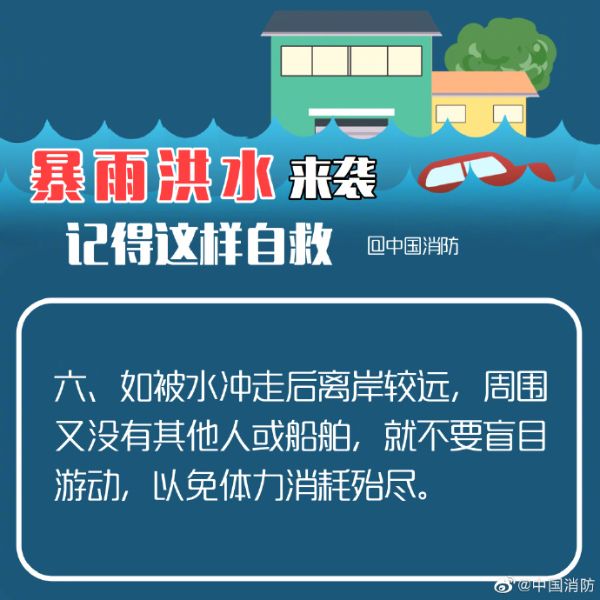 暴雨洪水来袭
记得这样自救 @中国消防
六、如被水冲走后离岸较远，周围
又没有其他人或船舶，就不要盲目
游动，以免体力消耗殆尽。
@中国消防